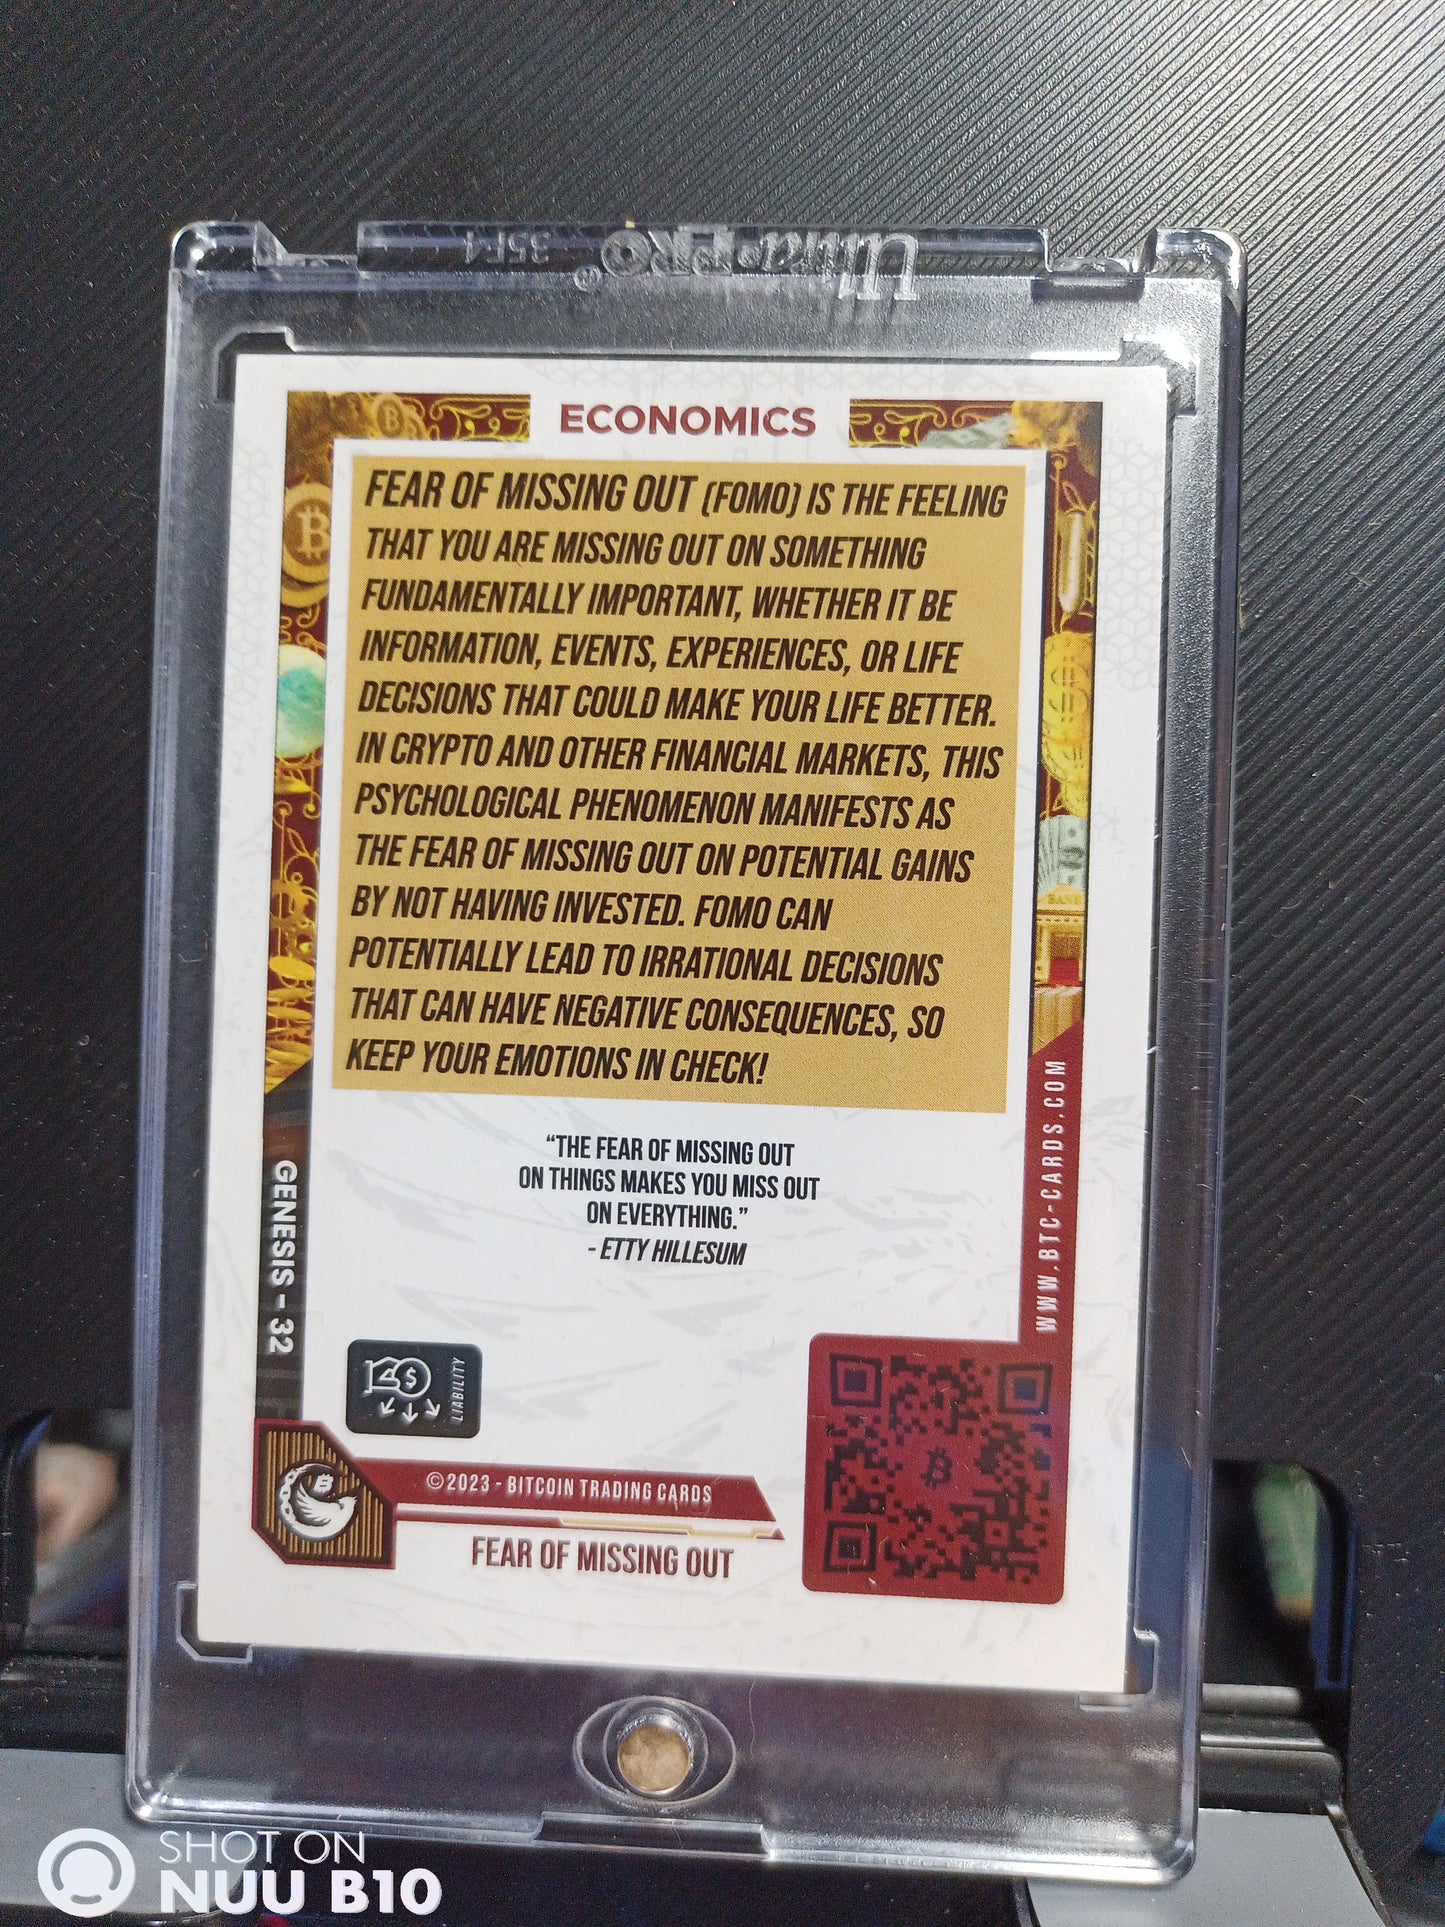 Ultra·PRO®
35PT
ECONOMICS
FEAR OF MISSING OUT (FOMO) IS THE FEELING
THAT YOU ARE MISSING OUT ON SOMETHING
FUNDAMENTALLY IMPORTANT, WHETHER IT BE
INFORMATION, EVENTS, EXPERIENCES, OR LIFE
DECISIONS THAT COULD MAKE YOUR LIFE BETTER.
IN CRYPTO AND OTHER FINANCIAL MARKETS, THIS
PSYCHOLOGICAL PHENOMENON MANIFESTS AS
THE FEAR OF MISSING OUT ON POTENTIAL GAINS
BY NOT HAVING INVESTED. FOMO CAN
POTENTIALLY LEAD TO IRRATIONAL DECISIONS
THAT CAN HAVE NEGATIVE CONSEQUENCES, SO
KEEP YOUR EMOTIONS IN CHECK!
“THE FEAR OF MISSING OUT
ON THINGS MAKES YOU MISS OUT
ON EVERYTHING.”
- ETTY HILLESUM
BANK
WWW.BTC-CARDS.COM
GENESIS - 32
LIABILITY
©2023 - BITCOIN TRADING CARDS
FEAR OF MISSING OUT
SHOT ON
NUU B10